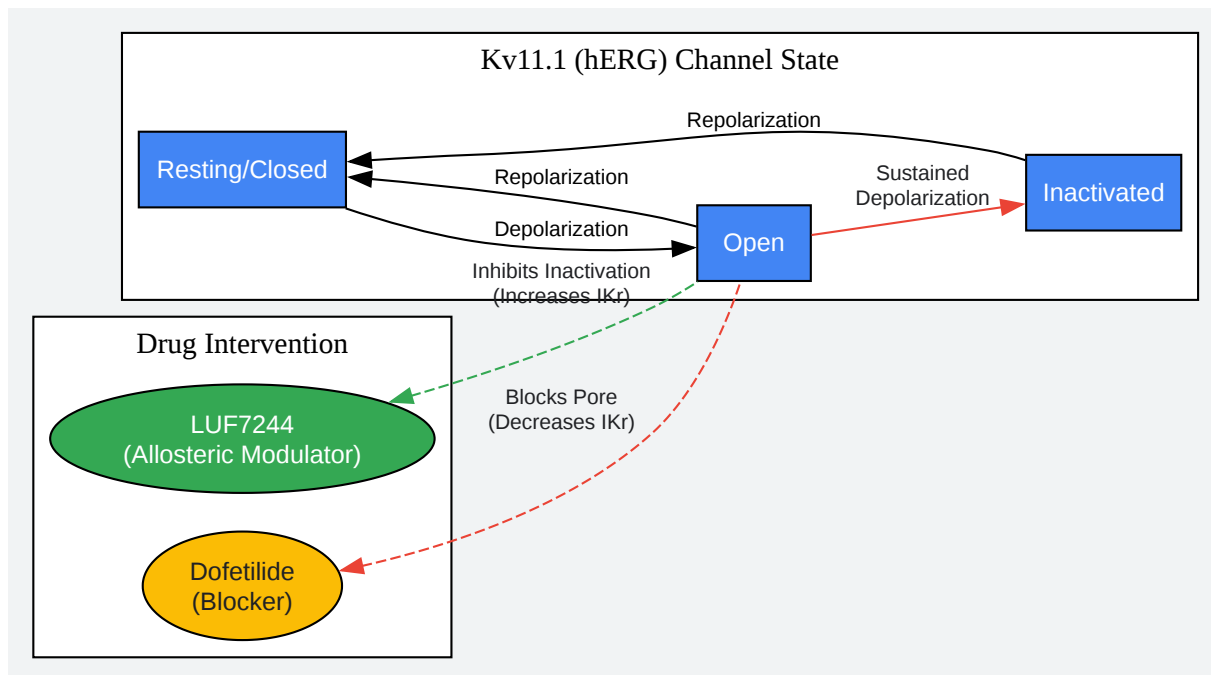 Kv11.1 (hERG) Channel State
Repolarization
Resting/Closed
Repolarization
Sustained
Depolarization
Inactivated
Depolarization
Open
Inhibits Inactivation
(Increases IKr)
Drug Intervention
LUF7244
(Allosteric Modulator)
Blocks Pore
(Decreases IKr)
Dofetilide
(Blocker)